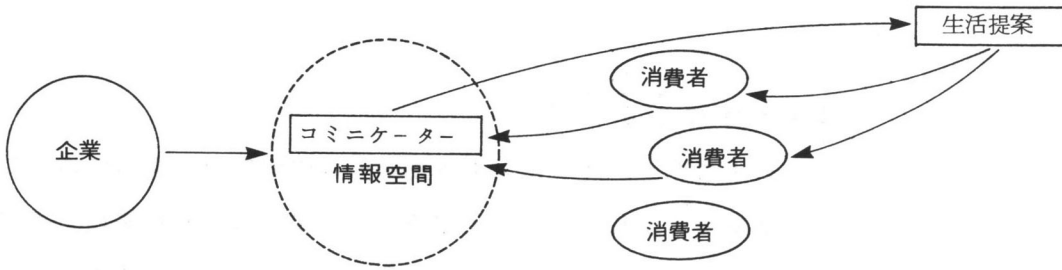 生活提案
消費者
コミニケーター
企業
消費者
情報空間
消費者